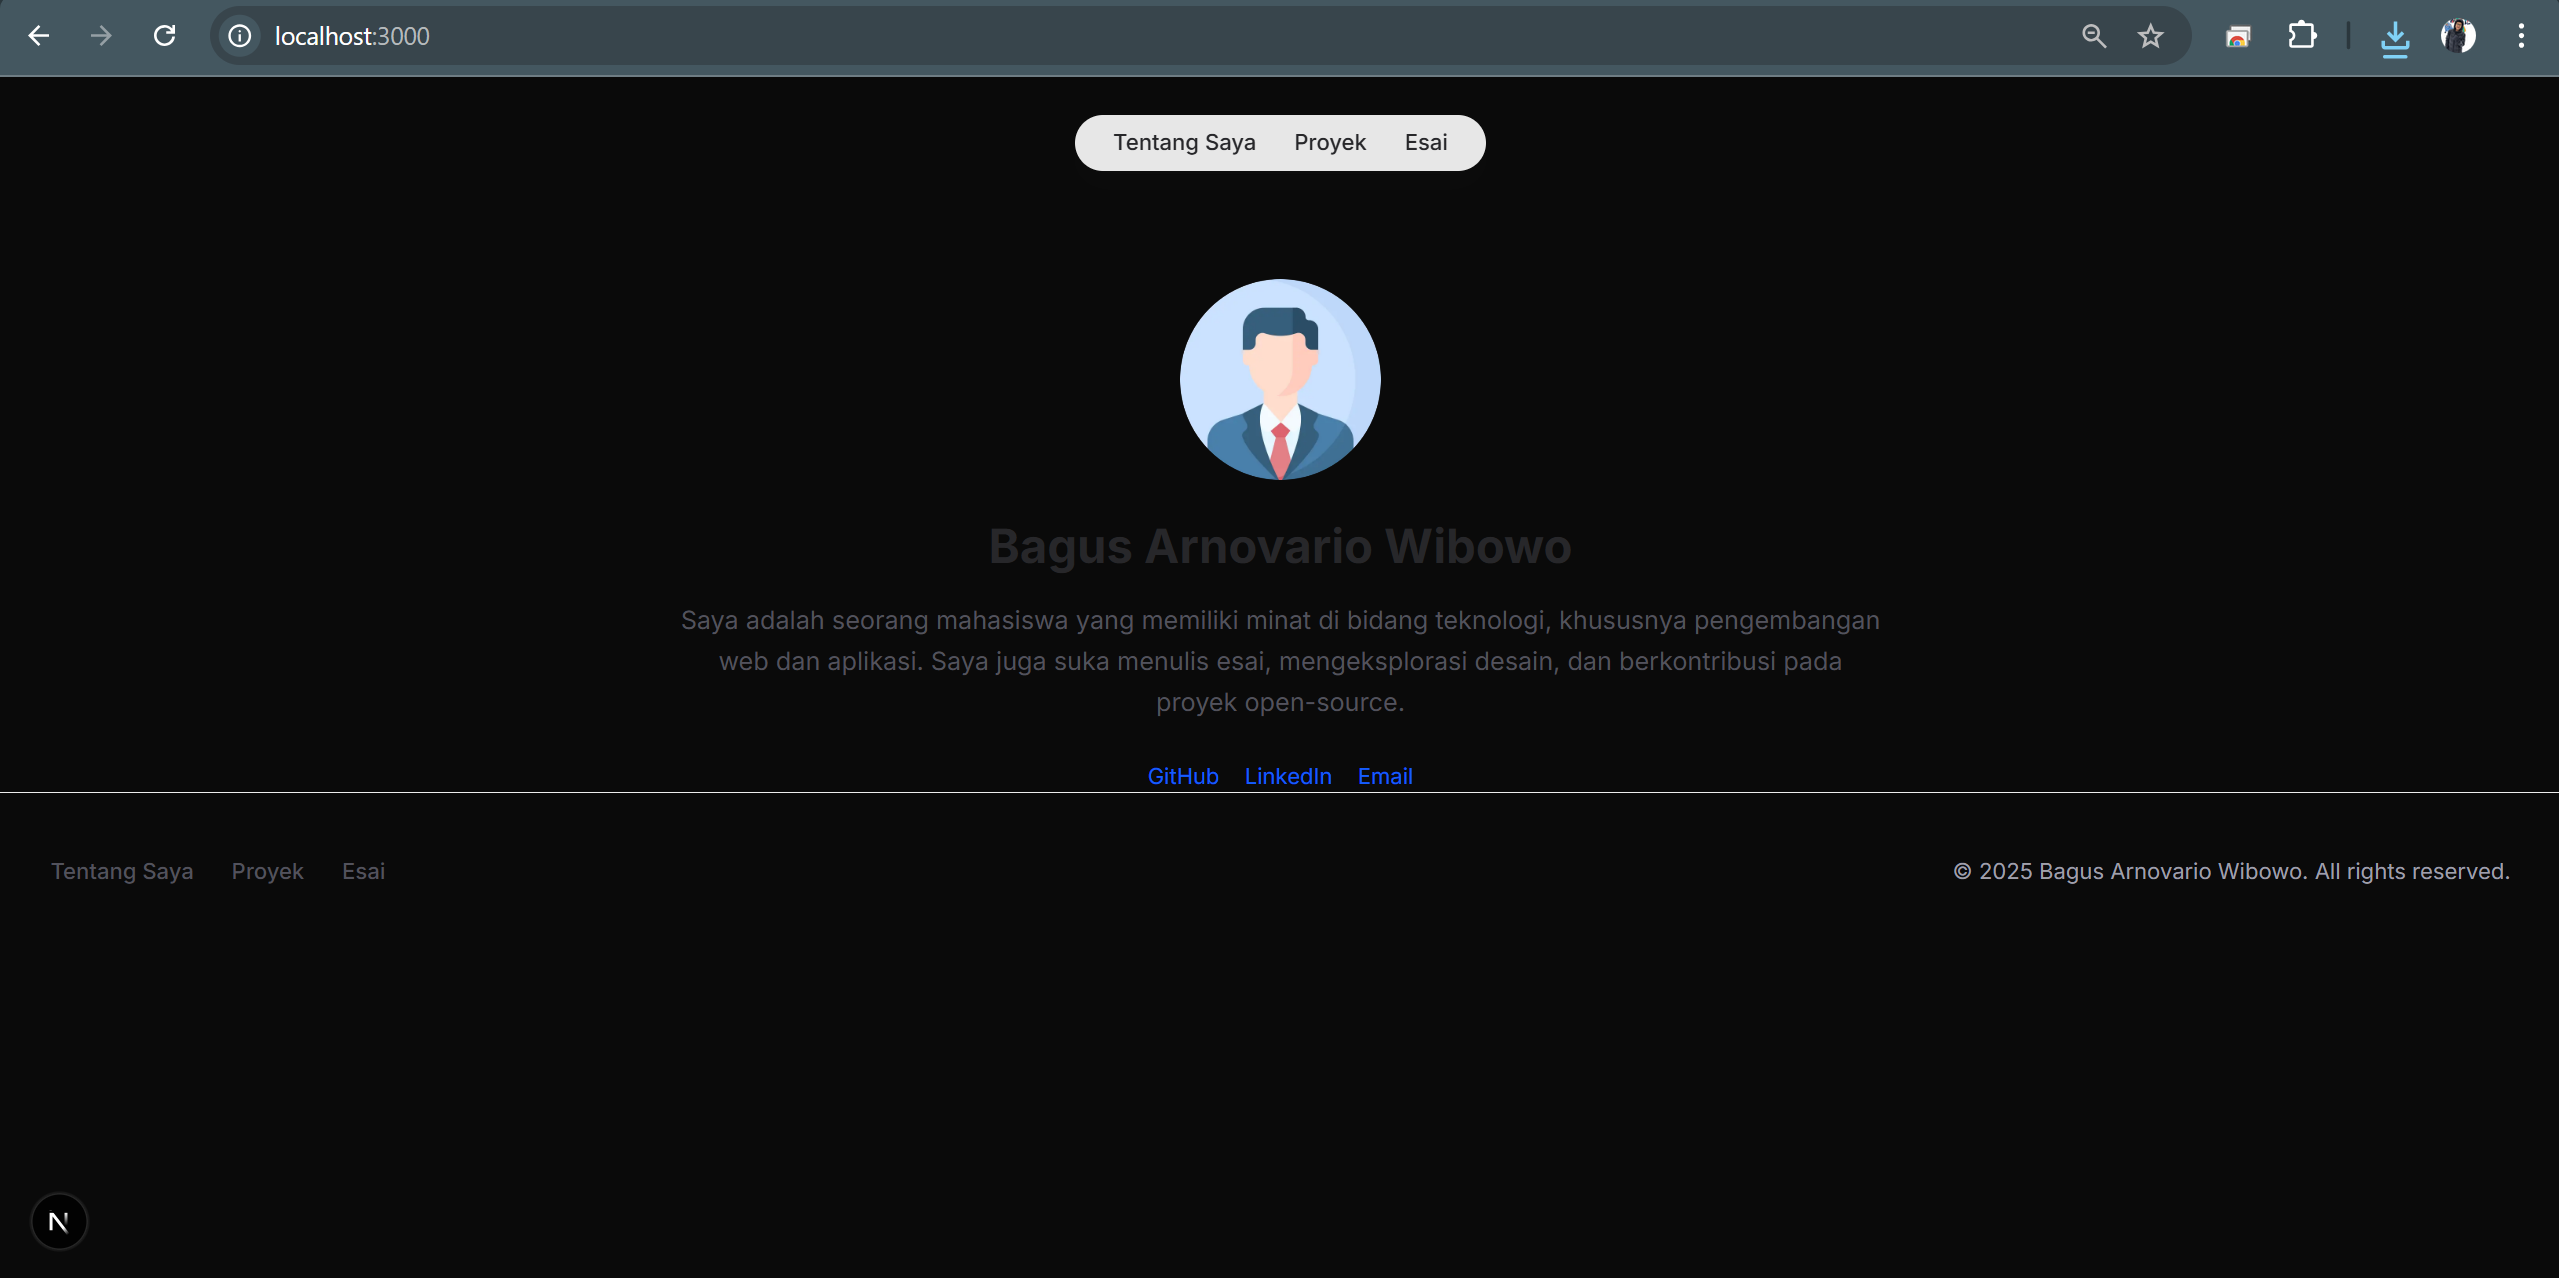 localhost:3000
Tentang Saya Proyek Esai
Bagus Arnovario Wibowo
Saya adalah seorang mahasiswa yang memiliki minat di bidang teknologi, khususnya pengembangan
web dan aplikasi. Saya juga suka menulis esai, mengeksplorasi desain, dan berkontribusi pada
proyek open-source.
GitHub LinkedIn Email
Tentang Saya Proyek Esai © 2025 Bagus Arnovario Wibowo. All rights reserved.
N